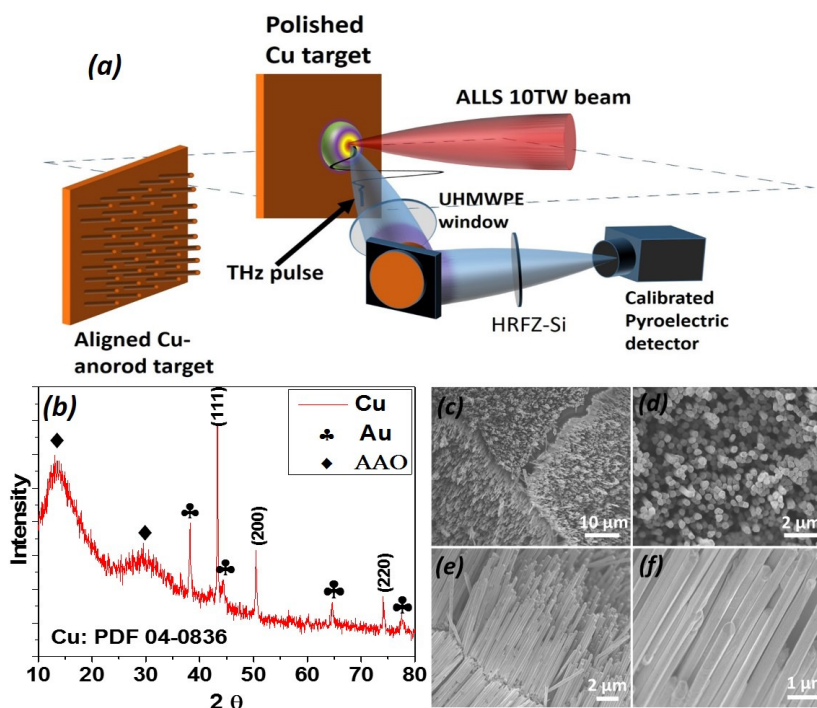 (a)
Polished
Cu target
ALLS 10TW beam
UHMWPE
window
THz pulse
HRFZ-Si
Calibrated
Pyroelectric
detector
Aligned Cu-
anorod target
(b)
Intensity
(111)
(200)
(220)
Cu
♣ Au
◆ AAO
Cu: PDF 04-0836
10 20 30 40 50 60 70 80
2 θ
(c)
10 μm
(d)
2 μm
(e)
2 μm
(f)
1 μm